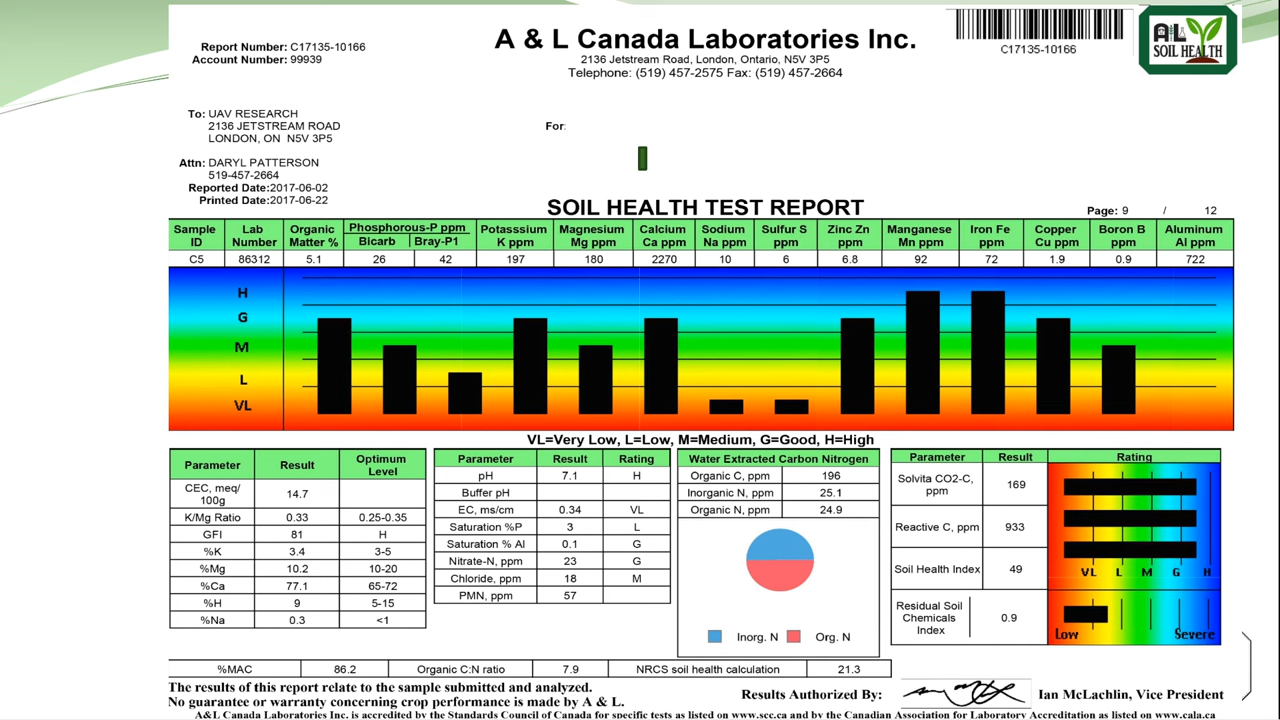 Report Number: C17135-10166
Account Number: 99939
A & L Canada Laboratories Inc.
2136 Jetstream Road, London, Ontario, N5V 3P5
Telephone: (519) 457-2575 Fax: (519) 457-2664
C17135-10166
A L
SOIL HEALTH
To: UAV RESEARCH
2136 JETSTREAM ROAD
LONDON, ON N5V 3P5
For:
Attn: DARYL PATTERSON
519-457-2664
Reported Date:2017-06-02
Printed Date:2017-06-22
SOIL HEALTH TEST REPORT
Page: 9 / 12
Sample ID Lab Number Organic Matter % Phosphorous-P ppm Bicarb Bray-P1 Potasssium K ppm Magnesium Mg ppm Calcium Ca ppm Sodium Na ppm Sulfur S ppm Zinc Zn ppm Manganese Mn ppm Iron Fe ppm Copper Cu ppm Boron B ppm Aluminum Al ppm
C5 86312 5.1 26 42 197 180 2270 10 6 6.8 92 72 1.9 0.9 722
H
G
M
L
VL
VL=Very Low, L=Low, M=Medium, G=Good, H=High
Parameter Result Optimum Level
CEC, meq/ 100g 14.7
K/Mg Ratio 0.33 0.25-0.35
GFI 81 H
%K 3.4 3-5
%Mg 10.2 10-20
%Ca 77.1 65-72
%H 9 5-15
%Na 0.3 <1
Parameter Result Rating
pH 7.1 H
Buffer pH
EC, ms/cm 0.34 VL
Saturation %P 3 L
Saturation % Al 0.1 G
Nitrate-N, ppm 23 G
Chloride, ppm 18 M
PMN, ppm 57
Water Extracted Carbon Nitrogen
Organic C, ppm 196
Inorganic N, ppm 25.1
Organic N, ppm 24.9
Inorg. N Org. N
Parameter Result Rating
Solvita CO2-C, ppm 169
Reactive C, ppm 933
Soil Health Index 49
VL L M G H
Residual Soil Chemicals Index 0.9
Low Severe
%MAC 86.2 Organic C:N ratio 7.9 NRCS soil health calculation 21.3
The results of this report relate to the sample submitted and analyzed.
No guarantee or warranty concerning crop performance is made by A & L.
Results Authorized By: Ian McLachlin, Vice President
A&L Canada Laboratories Inc. is accredited by the Standards Council of Canada for specific tests as listed on www.scc.ca and by the Canadian Association for Laboratory Accreditation as listed on www.cala.ca